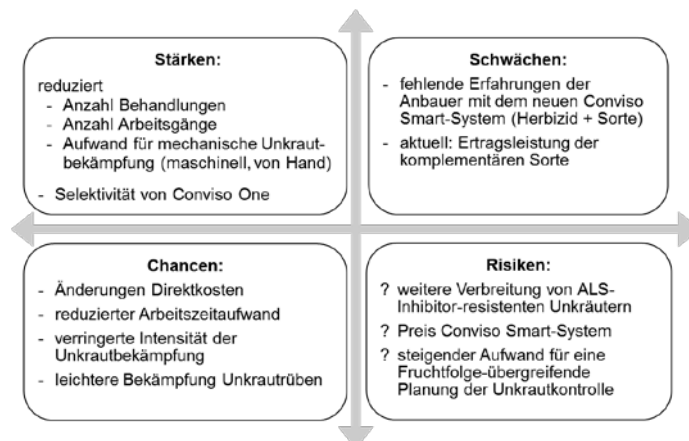 Stärken:
reduziert
- Anzahl Behandlungen
- Anzahl Arbeitsgänge
- Aufwand für mechanische Unkraut-
bekämpfung (maschinell, von Hand)
- Selektivität von Conviso One
Schwächen:
- fehlende Erfahrungen der
Anbauer mit dem neuen Conviso
Smart-System (Herbizid + Sorte)
- aktuell: Ertragsleistung der
komplementären Sorte
Chancen:
- Änderungen Direktkosten
- reduzierter Arbeitszeitaufwand
- verringerte Intensität der
Unkrautbekämpfung
- leichtere Bekämpfung Unkrautrüben
Risiken:
? weitere Verbreitung von ALS-
Inhibitor-resistenten Unkräutern
? Preis Conviso Smart-System
? steigender Aufwand für eine
Fruchtfolge-übergreifende
Planung der Unkrautkontrolle